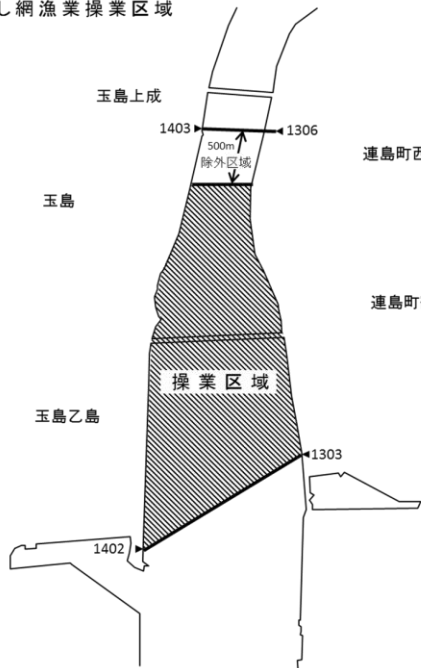 し網漁業操業区域
玉島上成
1403
1306
500m
除外区域
連島町西
玉島
連島町
操業区域
玉島乙島
1303
1402